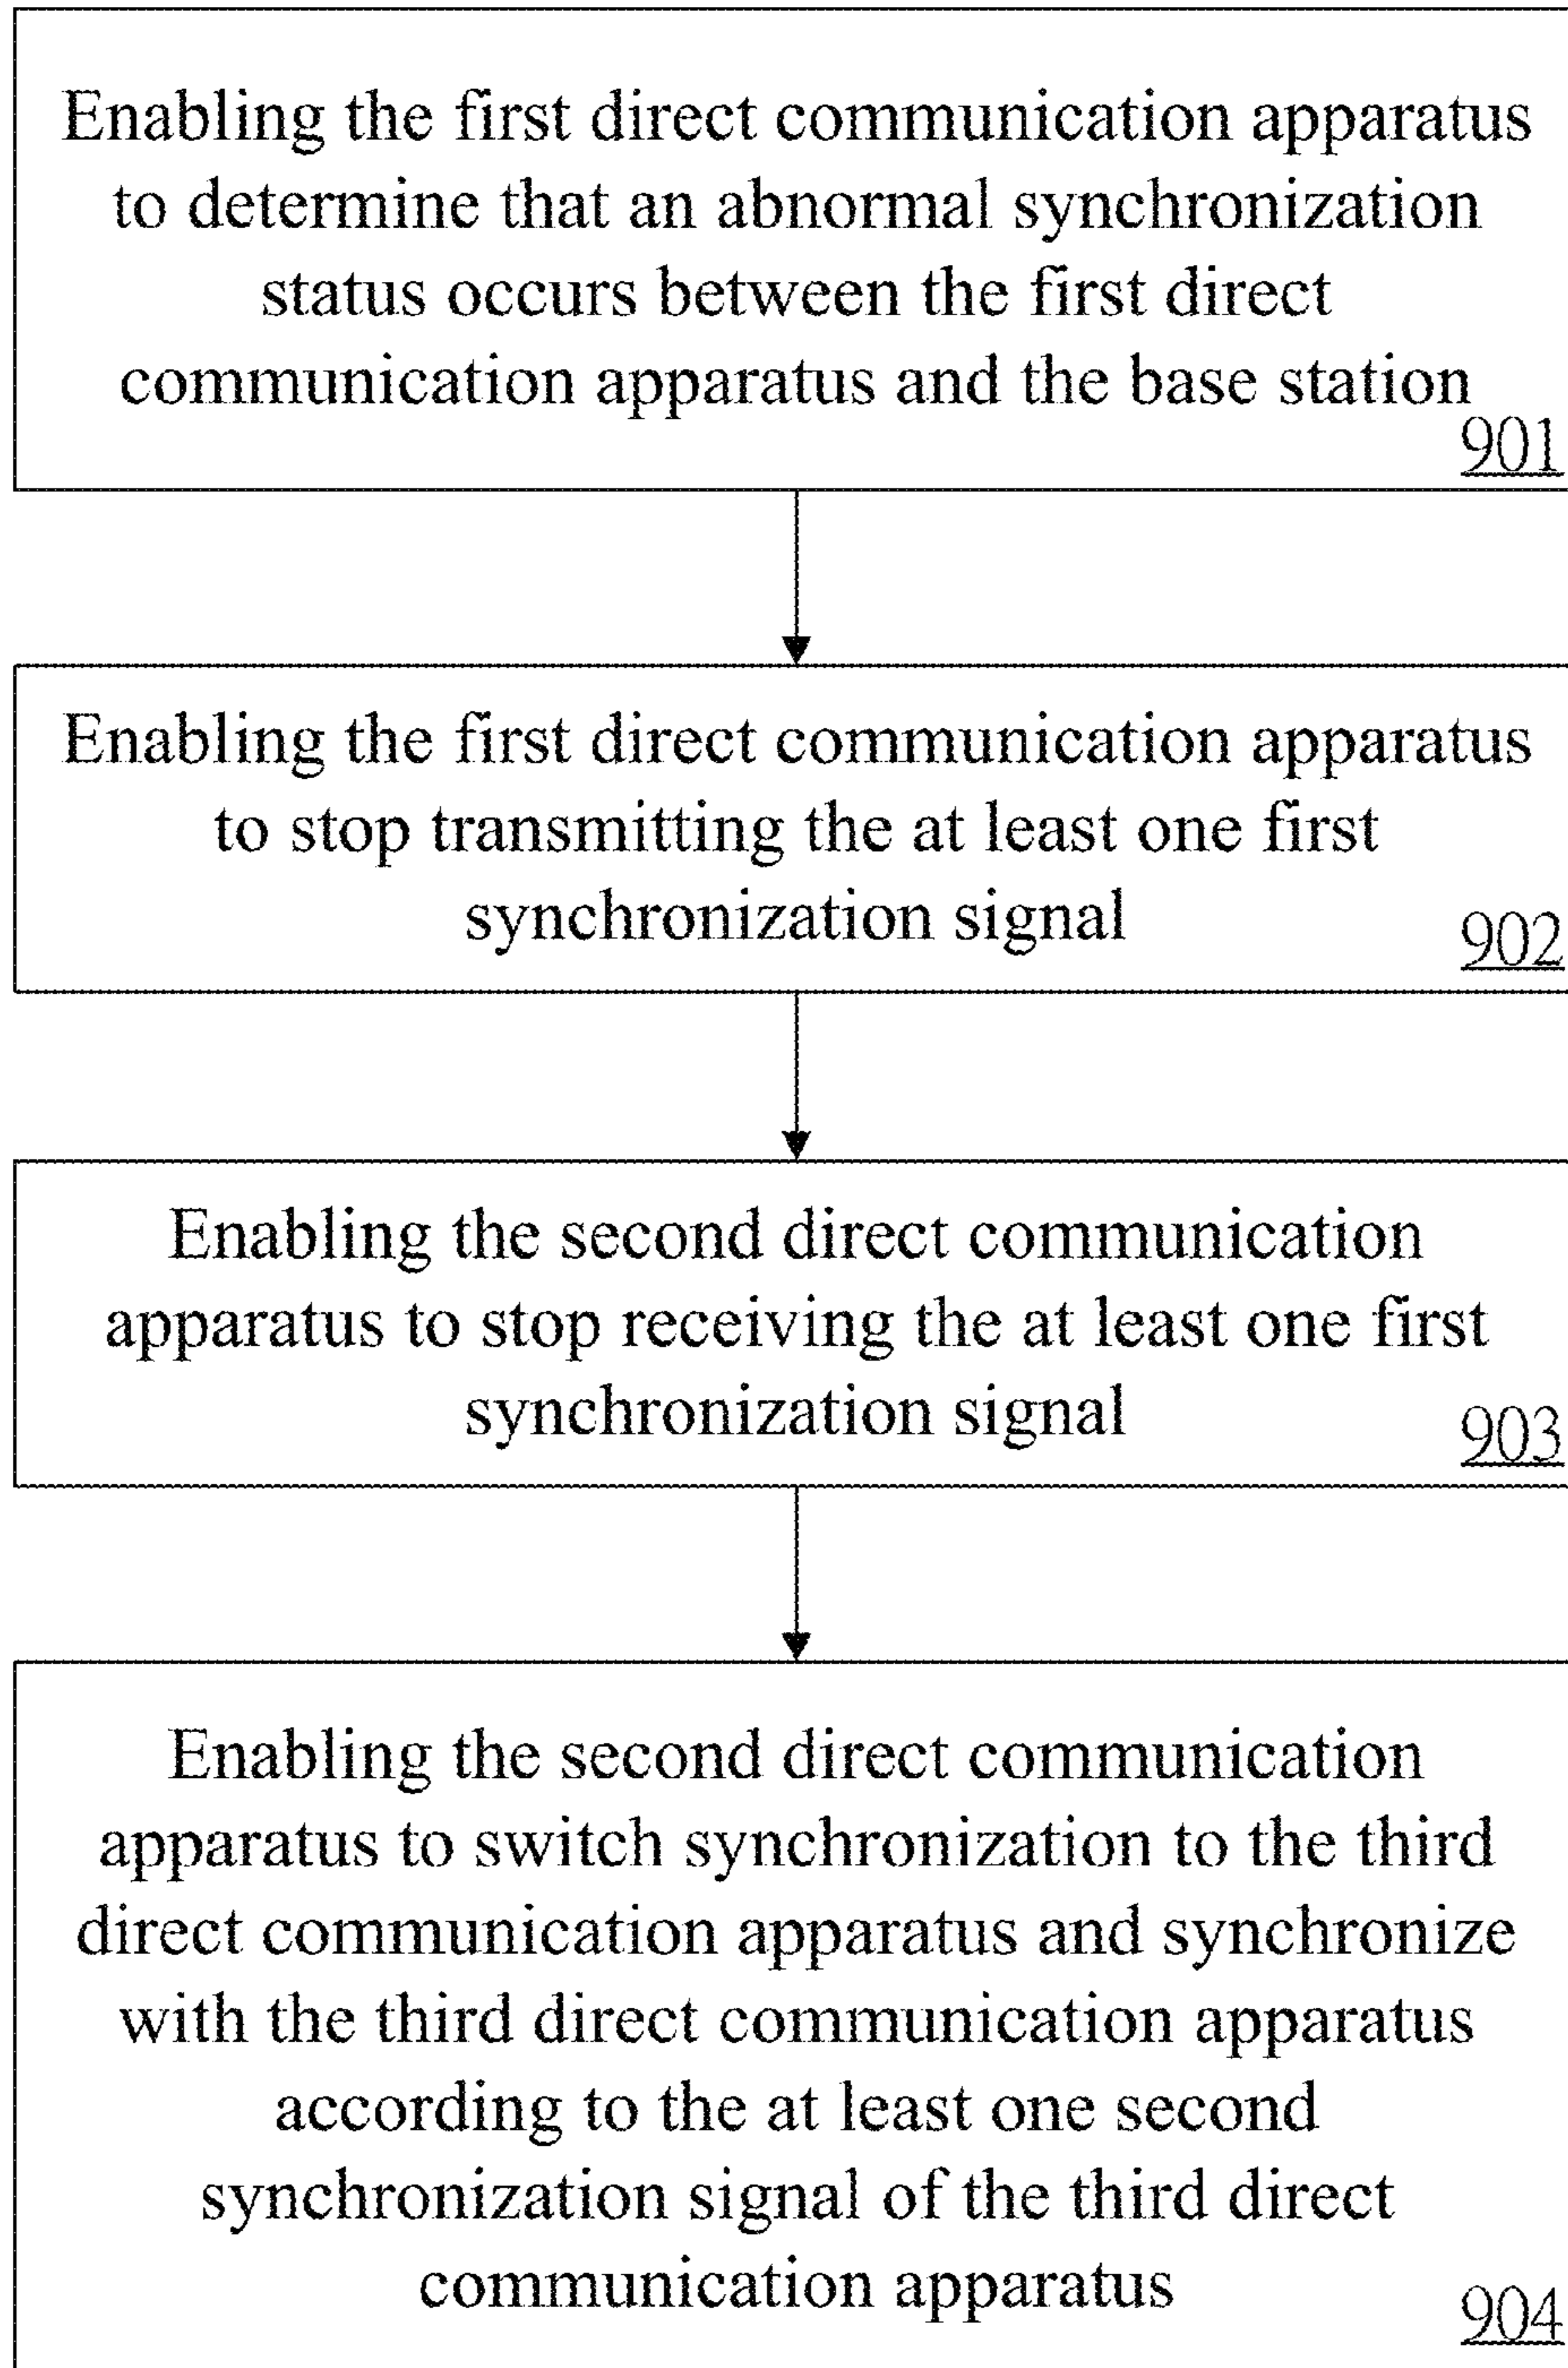 Enabling the first direct communication apparatus
to determine that an abnormal synchronization
status occurs between the first direct
communication apparatus and the base station
901
Enabling the first direct communication apparatus
to stop transmitting the at least one first
synchronization signal
902
Enabling the second direct communication
apparatus to stop receiving the at least one first
synchronization signal
903
Enabling the second direct communication
apparatus to switch synchronization to the third
direct communication apparatus and synchronize
with the third direct communication apparatus
according to the at least one second
synchronization signal of the third direct
communication apparatus
904